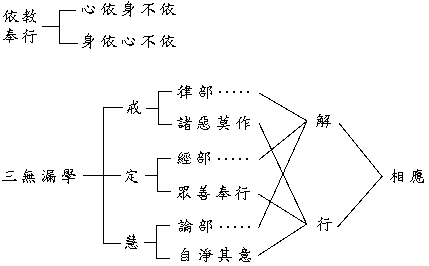 依教奉行
心依身不依
身依心不依
三無漏學
戒
律部‥‥‥
諸惡莫作
定
經部‥‥‥
眾善奉行
慧
論部‥‥‥
自淨其意
解
行
相應